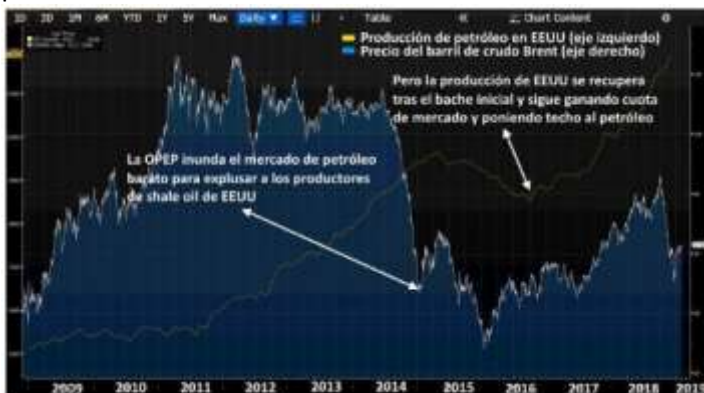 3D 1M 6M YTD 1Y 5Y Max Daily ▼ Table « Chart Content
Producción de petróleo en EEUU (eje izquierdo)
Precio del barril de crudo Brent (eje derecho)
Pero la producción de EEUU se recupera
tras el bache inicial y sigue ganando cuota
de mercado y poniendo techo al petróleo
La OPEP inunda el mercado de petróleo
barato para explusar a los productores
de shale oil de EEUU
2009 2010 2011 2012 2013 2014 2015 2016 2017 2018 2019